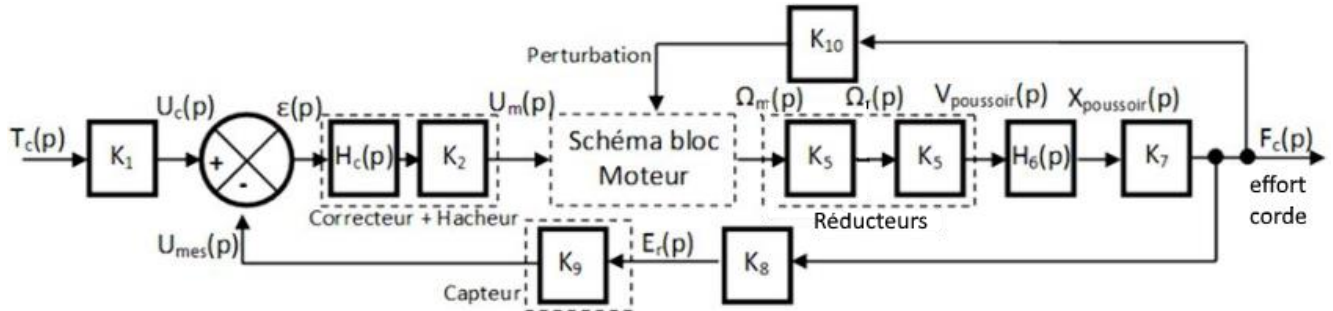 K10
Perturbation
Tc(p)
K1
Uc(p)
+
-
ε(p)
Hc(p)
K2
Correcteur + Hacheur
Um(p)
Schéma bloc
Moteur
Ωm(p)
K5
Ωr(p)
K5
Réducteurs
Vpoussoir(p)
H6(p)
Xpoussoir(p)
K7
Fc(p)
effort
corde
Umes(p)
K9
Capteur
Er(p)
K8